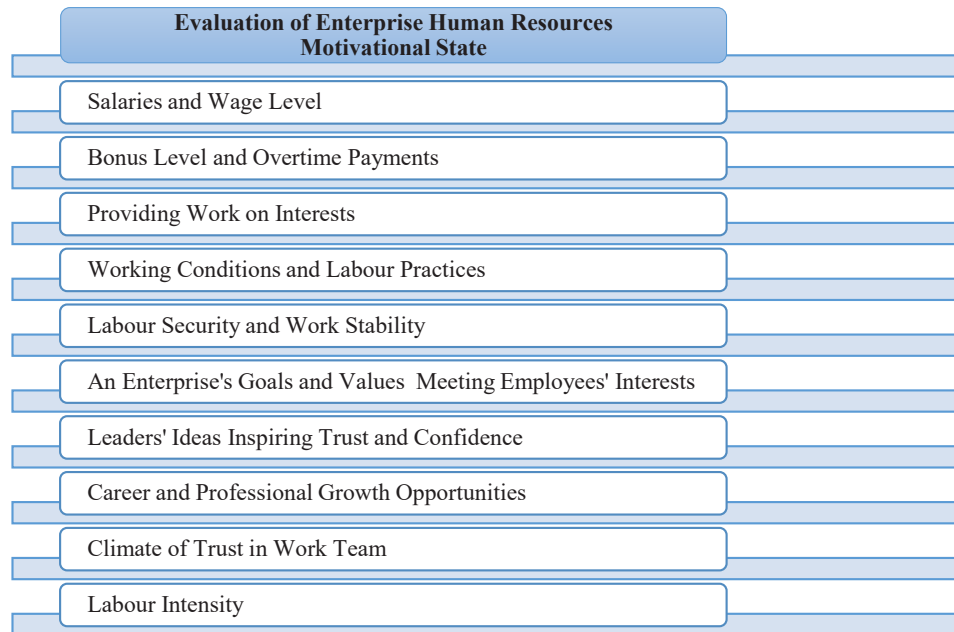 Evaluation of Enterprise Human Resources
Motivational State
Salaries and Wage Level
Bonus Level and Overtime Payments
Providing Work on Interests
Working Conditions and Labour Practices
Labour Security and Work Stability
An Enterprise's Goals and Values  Meeting Employees' Interests
Leaders' Ideas Inspiring Trust and Confidence
Career and Professional Growth Opportunities
Climate of Trust in Work Team
Labour Intensity